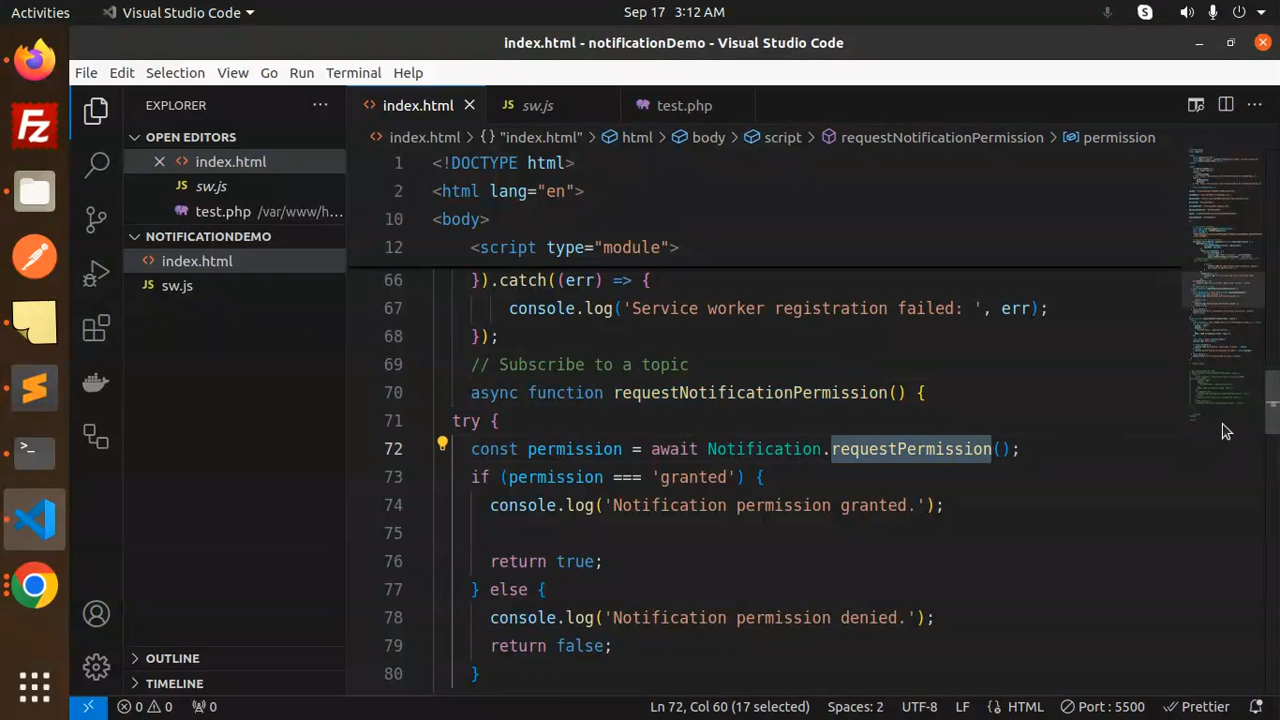 Activities
Visual Studio Code
Sep 17 3:12 AM
index.html - notificationDemo - Visual Studio Code
File Edit Selection View Go Run Terminal Help
EXPLORER
index.html
sw.js
test.php
OPEN EDITORS
index.html
sw.js
test.php /var/www/h...
NOTIFICATIONDEMO
index.html
sw.js
OUTLINE
TIMELINE
index.html "index.html" html body script requestNotificationPermission permission
1 <!DOCTYPE html>
2 <html lang="en">
10 <body>
12 <script type="module">
66 }).catch((err) => {
67 console.log('Service worker registration failed: ', err);
68 });
69 // Subscribe to a topic
70 async function requestNotificationPermission() {
71 try {
72 const permission = await Notification.requestPermission();
73 if (permission === 'granted') {
74 console.log('Notification permission granted.');
75
76 return true;
77 } else {
78 console.log('Notification permission denied.');
79 return false;
80 }
0 0 0
Ln 72, Col 60 (17 selected) Spaces: 2 UTF-8 LF HTML Port : 5500 Prettier